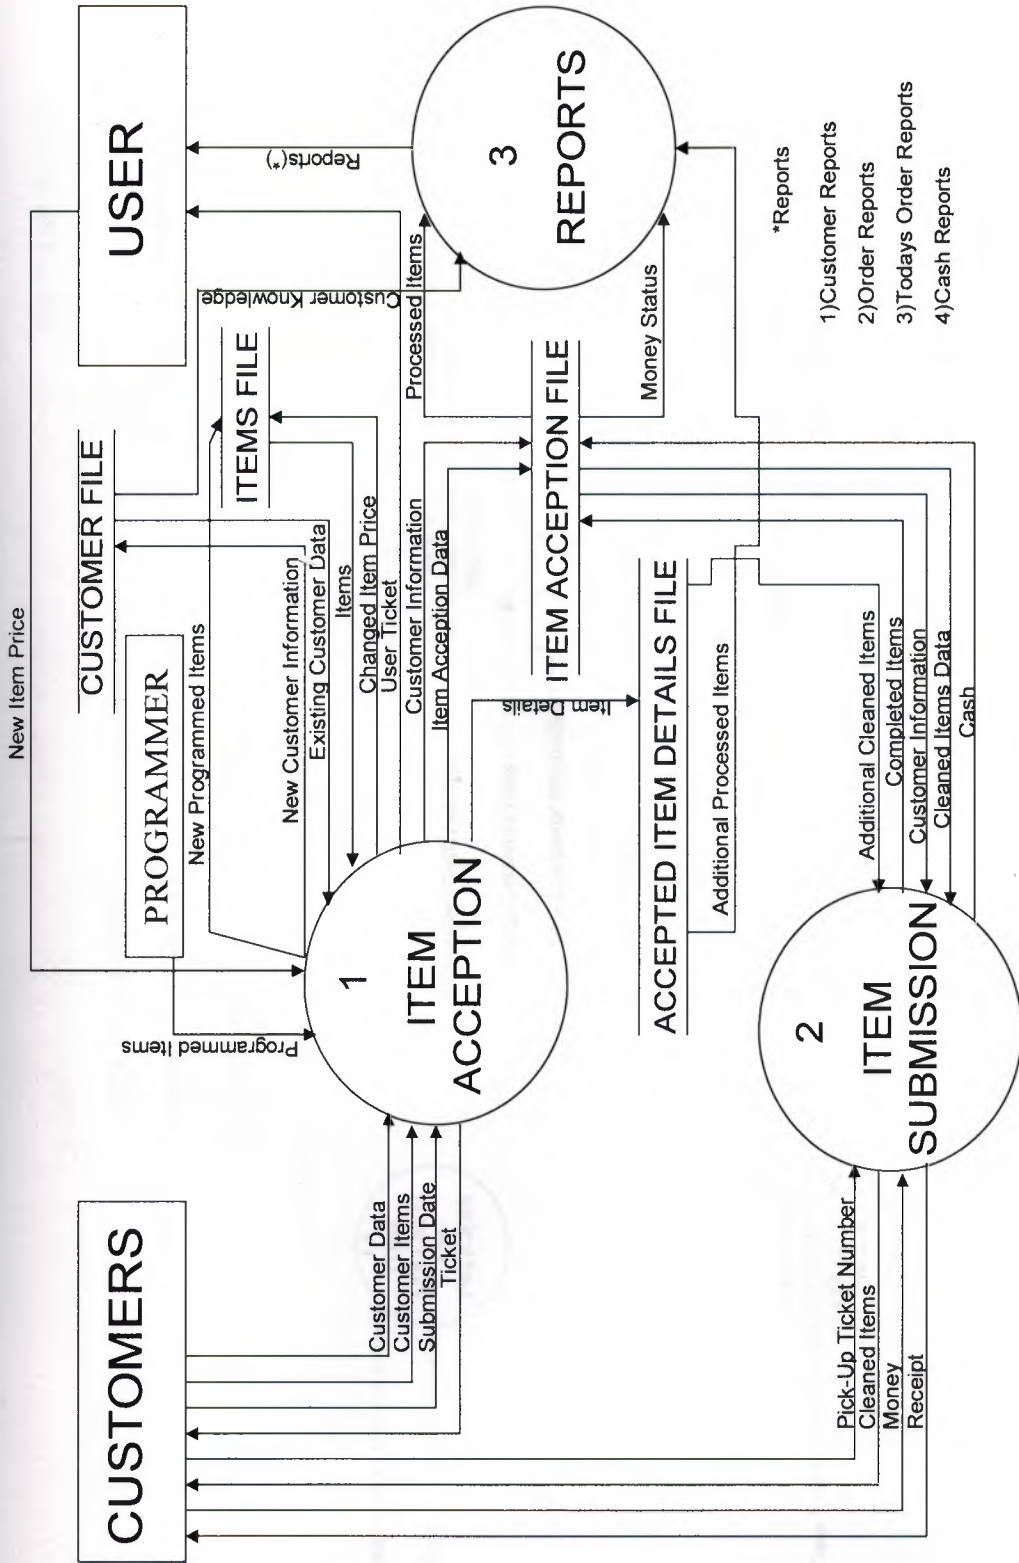 New Item Price
CUSTOMERS
PROGRAMMER
CUSTOMER FILE
USER
Programmed Items
New Programmed Items
ITEMS FILE
Customer Knowledge
Reports(*)
New Customer Information
Existing Customer Data
Items
Changed Item Price
User Ticket
Customer Data
Customer Items
Submission Date
Ticket
1
ITEM
ACCEPTION
Customer Information
Item Acception Data
Processed Items
3
REPORTS
Item Details
ITEM ACCEPTION FILE
Money Status
ACCEPTED ITEM DETAILS FILE
Additional Processed Items
Pick-Up Ticket Number
Cleaned Items
Money
Receipt
2
ITEM
SUBMISSION
Additional Cleaned Items
Completed Items
Customer Information
Cleaned Items Data
Cash
*Reports
1)Customer Reports
2)Order Reports
3)Todays Order Reports
4)Cash Reports